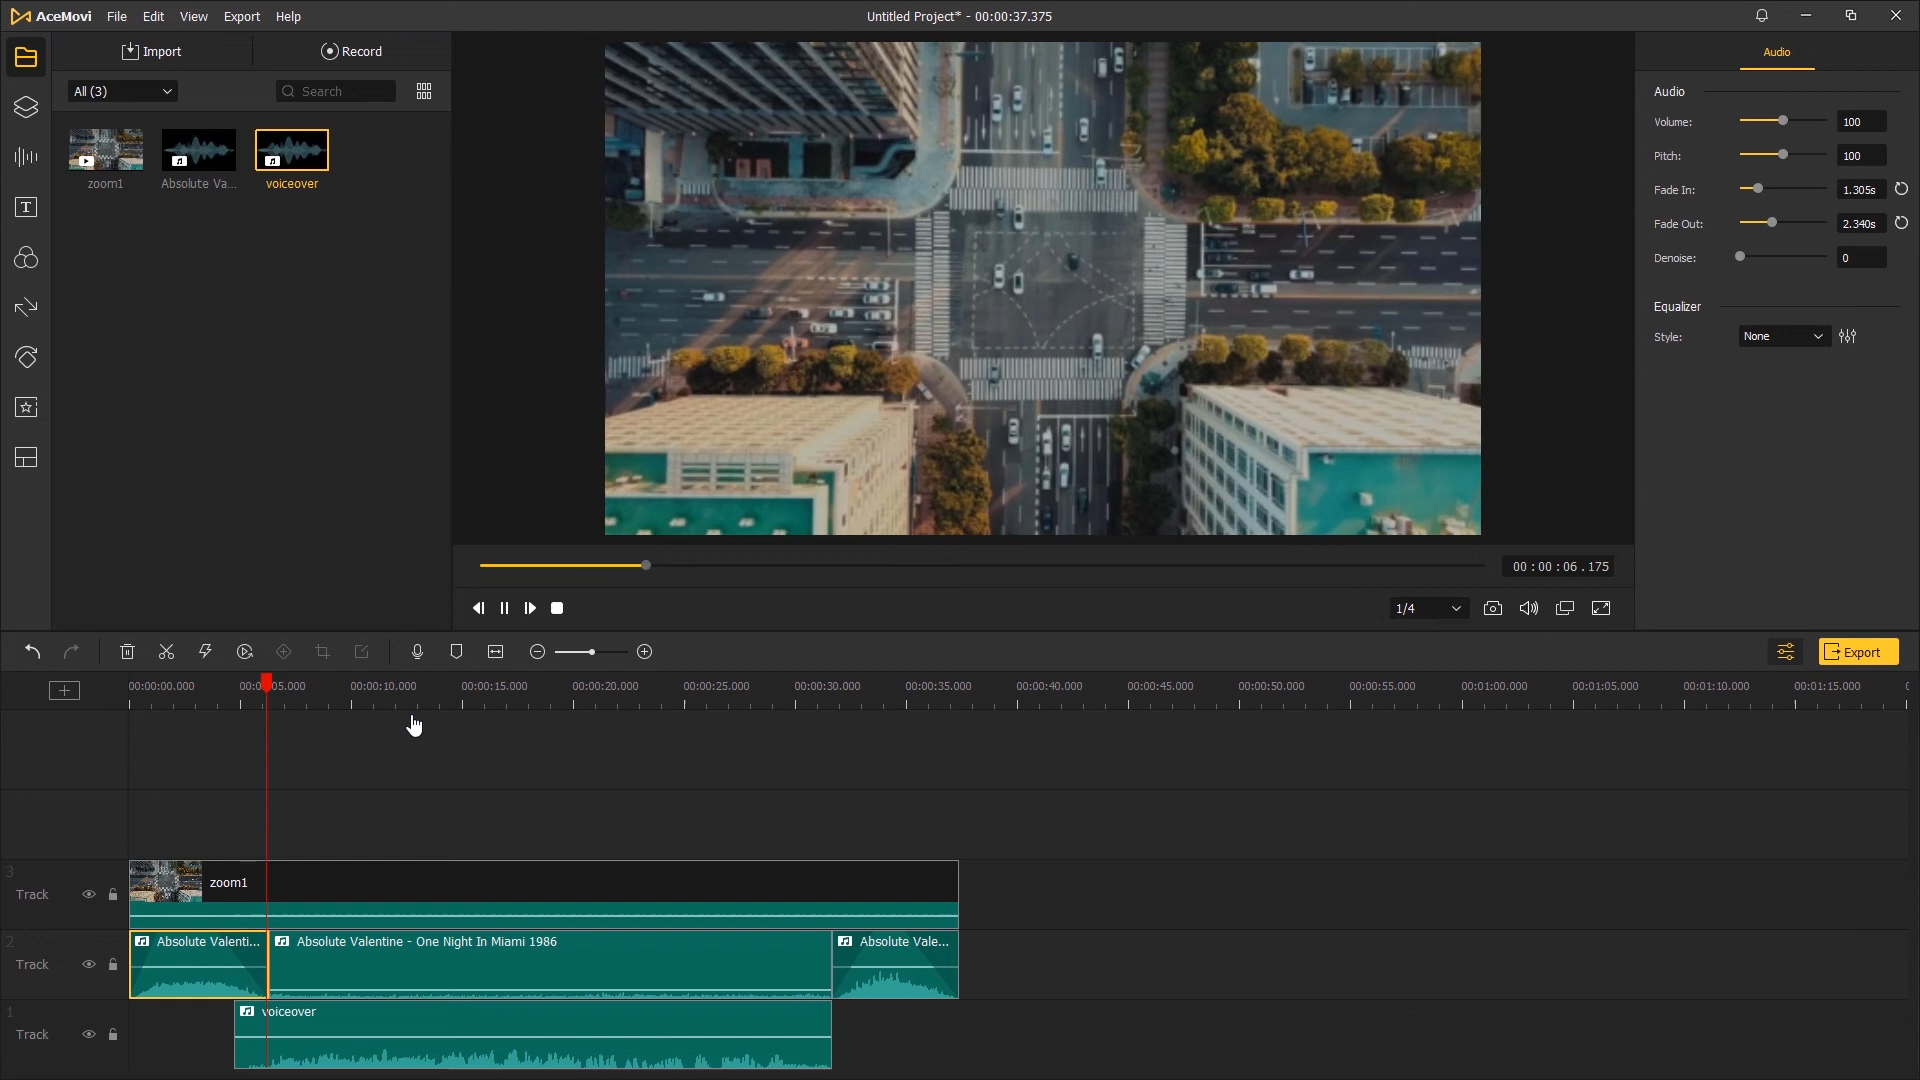 AceMovi File Edit View Export Help Untitled Project* - 00:00:37.375
Import Record
All (3) Search
zoom1 Absolute Va... voiceover
Audio
Audio
Volume: 100
Pitch: 100
Fade In: 1.305s
Fade Out: 2.340s
Denoise: 0
Equalizer
Style: None
00 : 00 : 06 . 175
1/4
Export
00:00:00.000 00:00:05.000 00:00:10.000 00:00:15.000 00:00:20.000 00:00:25.000 00:00:30.000 00:00:35.000 00:00:40.000 00:00:45.000 00:00:50.000 00:00:55.000 00:01:00.000 00:01:05.000 00:01:10.000 00:01:15.000
3
Track zoom1
2
Track Absolute Valenti... Absolute Valentine - One Night In Miami 1986 Absolute Vale...
1
Track voiceover